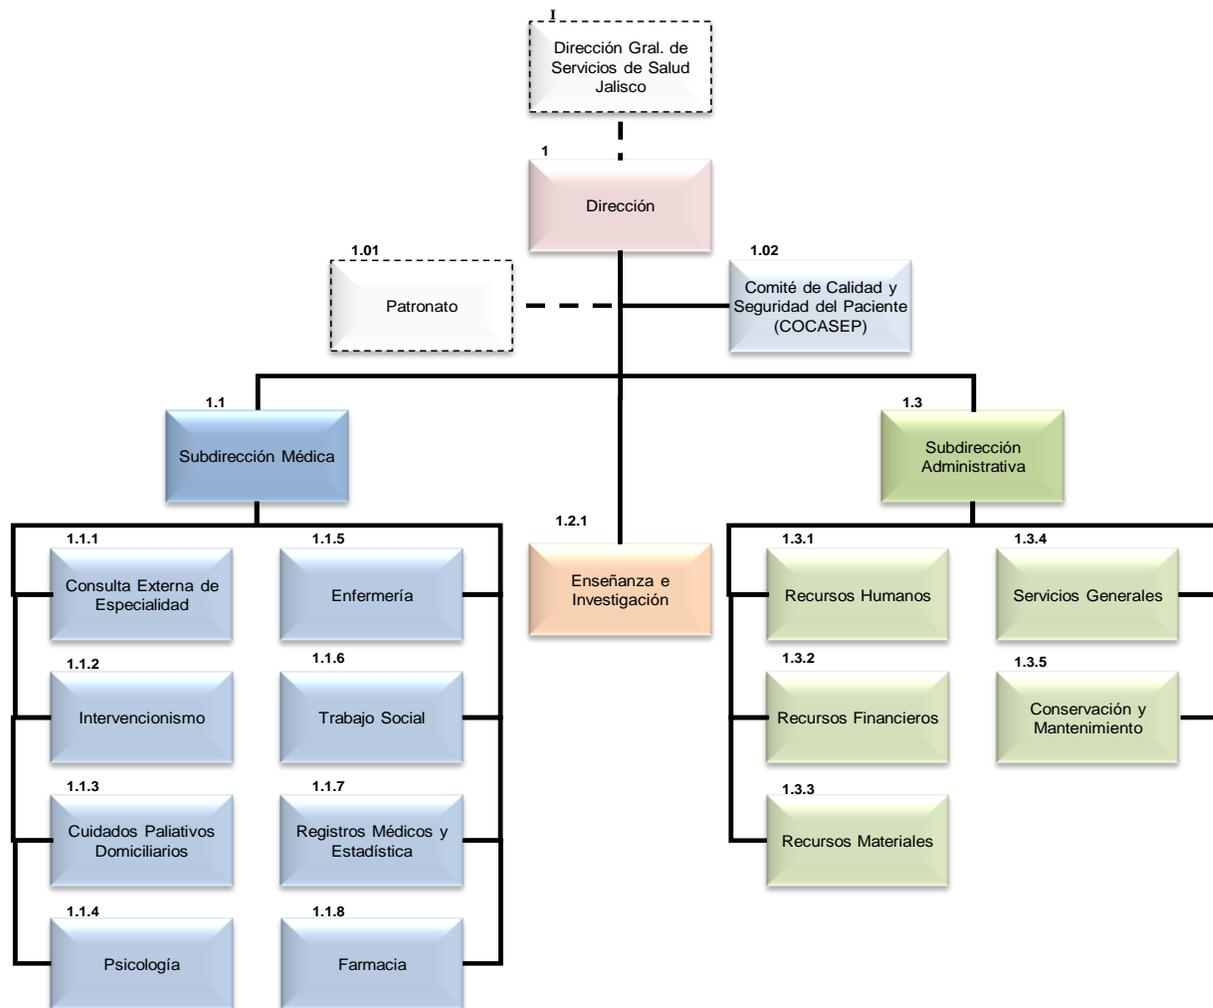 I
Dirección Gral. de
Servicios de Salud
Jalisco
1
Dirección
1.01
Patronato
1.02
Comité de Calidad y
Seguridad del Paciente
(COCASEP)
1.1
Subdirección Médica
1.3
Subdirección
Administrativa
1.2.1
Enseñanza e
Investigación
1.1.1
Consulta Externa de
Especialidad
1.1.5
Enfermería
1.1.2
Intervencionismo
1.1.6
Trabajo Social
1.1.3
Cuidados Paliativos
Domiciliarios
1.1.7
Registros Médicos y
Estadística
1.1.4
Psicología
1.1.8
Farmacia
1.3.1
Recursos Humanos
1.3.4
Servicios Generales
1.3.2
Recursos Financieros
1.3.5
Conservación y
Mantenimiento
1.3.3
Recursos Materiales